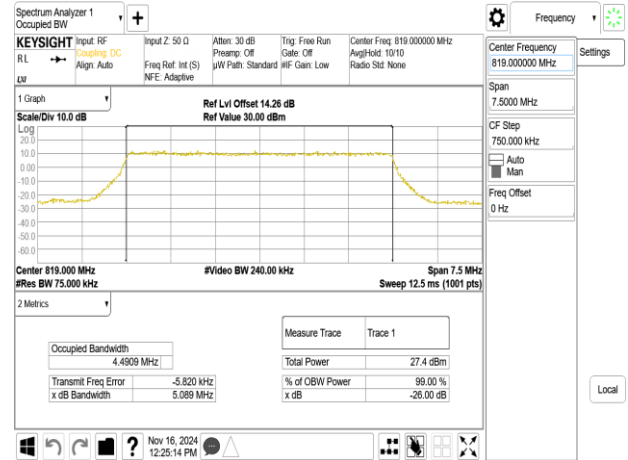 Spectrum Analyzer 1
Occupied BW
Frequency
KEYSIGHT
RL
LXI
Input: RF
Coupling: DC
Align: Auto
Input Z: 50 Ω
Freq Ref: Int (S)
NFE: Adaptive
Atten: 30 dB
Preamp: Off
µW Path: Standard
Trig: Free Run
Gate: Off
#IF Gain: Low
Center Freq: 819.000000 MHz
Avg|Hold: 10/10
Radio Std: None
Center Frequency
819.000000 MHz
Settings
Span
7.5000 MHz
CF Step
750.000 kHz
Auto
Man
Freq Offset
0 Hz
Local
1 Graph
Scale/Div 10.0 dB
Ref Lvl Offset 14.26 dB
Ref Value 30.00 dBm
Log
20.0
10.0
0.00
-10.0
-20.0
-30.0
-40.0
-50.0
-60.0
Center 819.000 MHz
#Video BW 240.00 kHz
Span 7.5 MHz
#Res BW 75.000 kHz
Sweep 12.5 ms (1001 pts)
2 Metrics
Measure Trace
Trace 1
Occupied Bandwidth
4.4909 MHz
Total Power
27.4 dBm
Transmit Freq Error
-5.820 kHz
% of OBW Power
99.00 %
x dB Bandwidth
5.089 MHz
x dB
-26.00 dB
?
Nov 16, 2024
12:25:14 PM